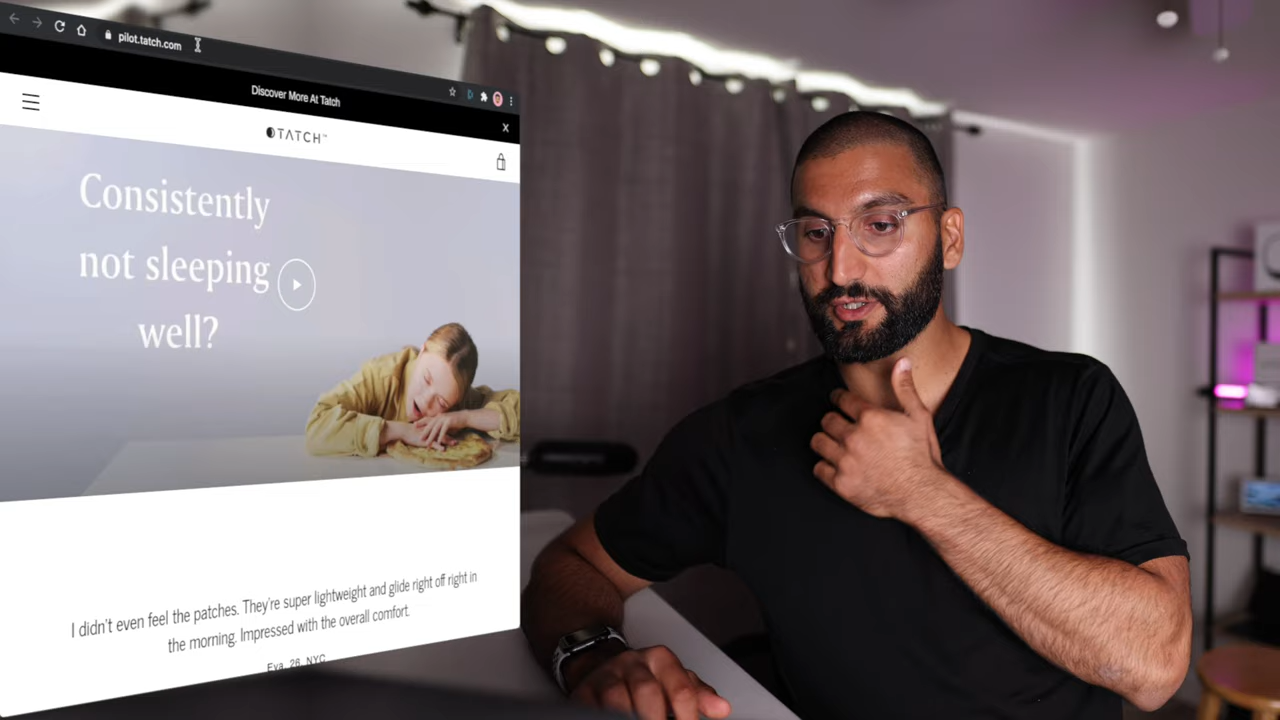 pilot.tatch.com
Discover More At Tatch
TATCH™
Consistently
not sleeping
well?
I didn't even feel the patches. They're super lightweight and glide right off right in
the morning. Impressed with the overall comfort.
Eva, 26, NYC